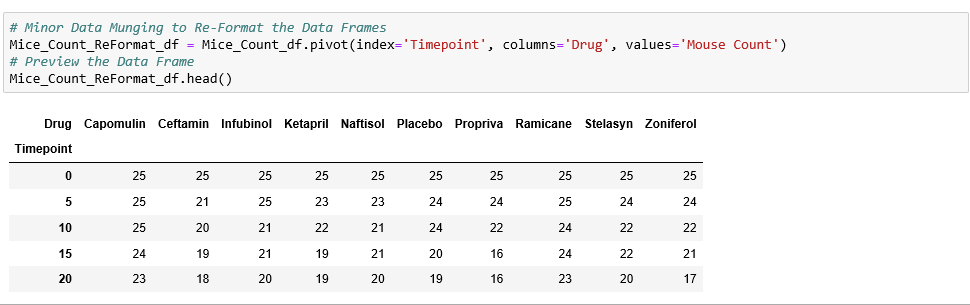 # Minor Data Munging to Re-Format the Data Frames
Mice_Count_ReFormat_df = Mice_Count_df.pivot(index='Timepoint', columns='Drug', values='Mouse Count')
# Preview the Data Frame
Mice_Count_ReFormat_df.head()
Drug Capomulin Ceftamin Infubinol Ketapril Naftisol Placebo Propriva Ramicane Stelasyn Zoniferol
Timepoint
0 25 25 25 25 25 25 25 25 25 25
5 25 21 25 23 23 24 24 25 24 24
10 25 20 21 22 21 24 22 24 22 22
15 24 19 21 19 21 20 16 24 22 21
20 23 18 20 19 20 19 16 23 20 17